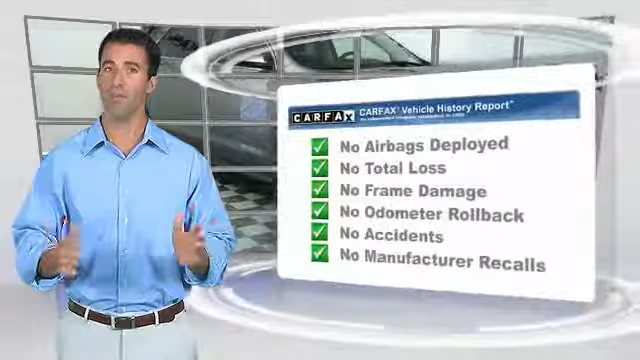 CARFAX CARFAX Vehicle History Report™
No Airbags Deployed
No Total Loss
No Frame Damage
No Odometer Rollback
No Accidents
No Manufacturer Recalls